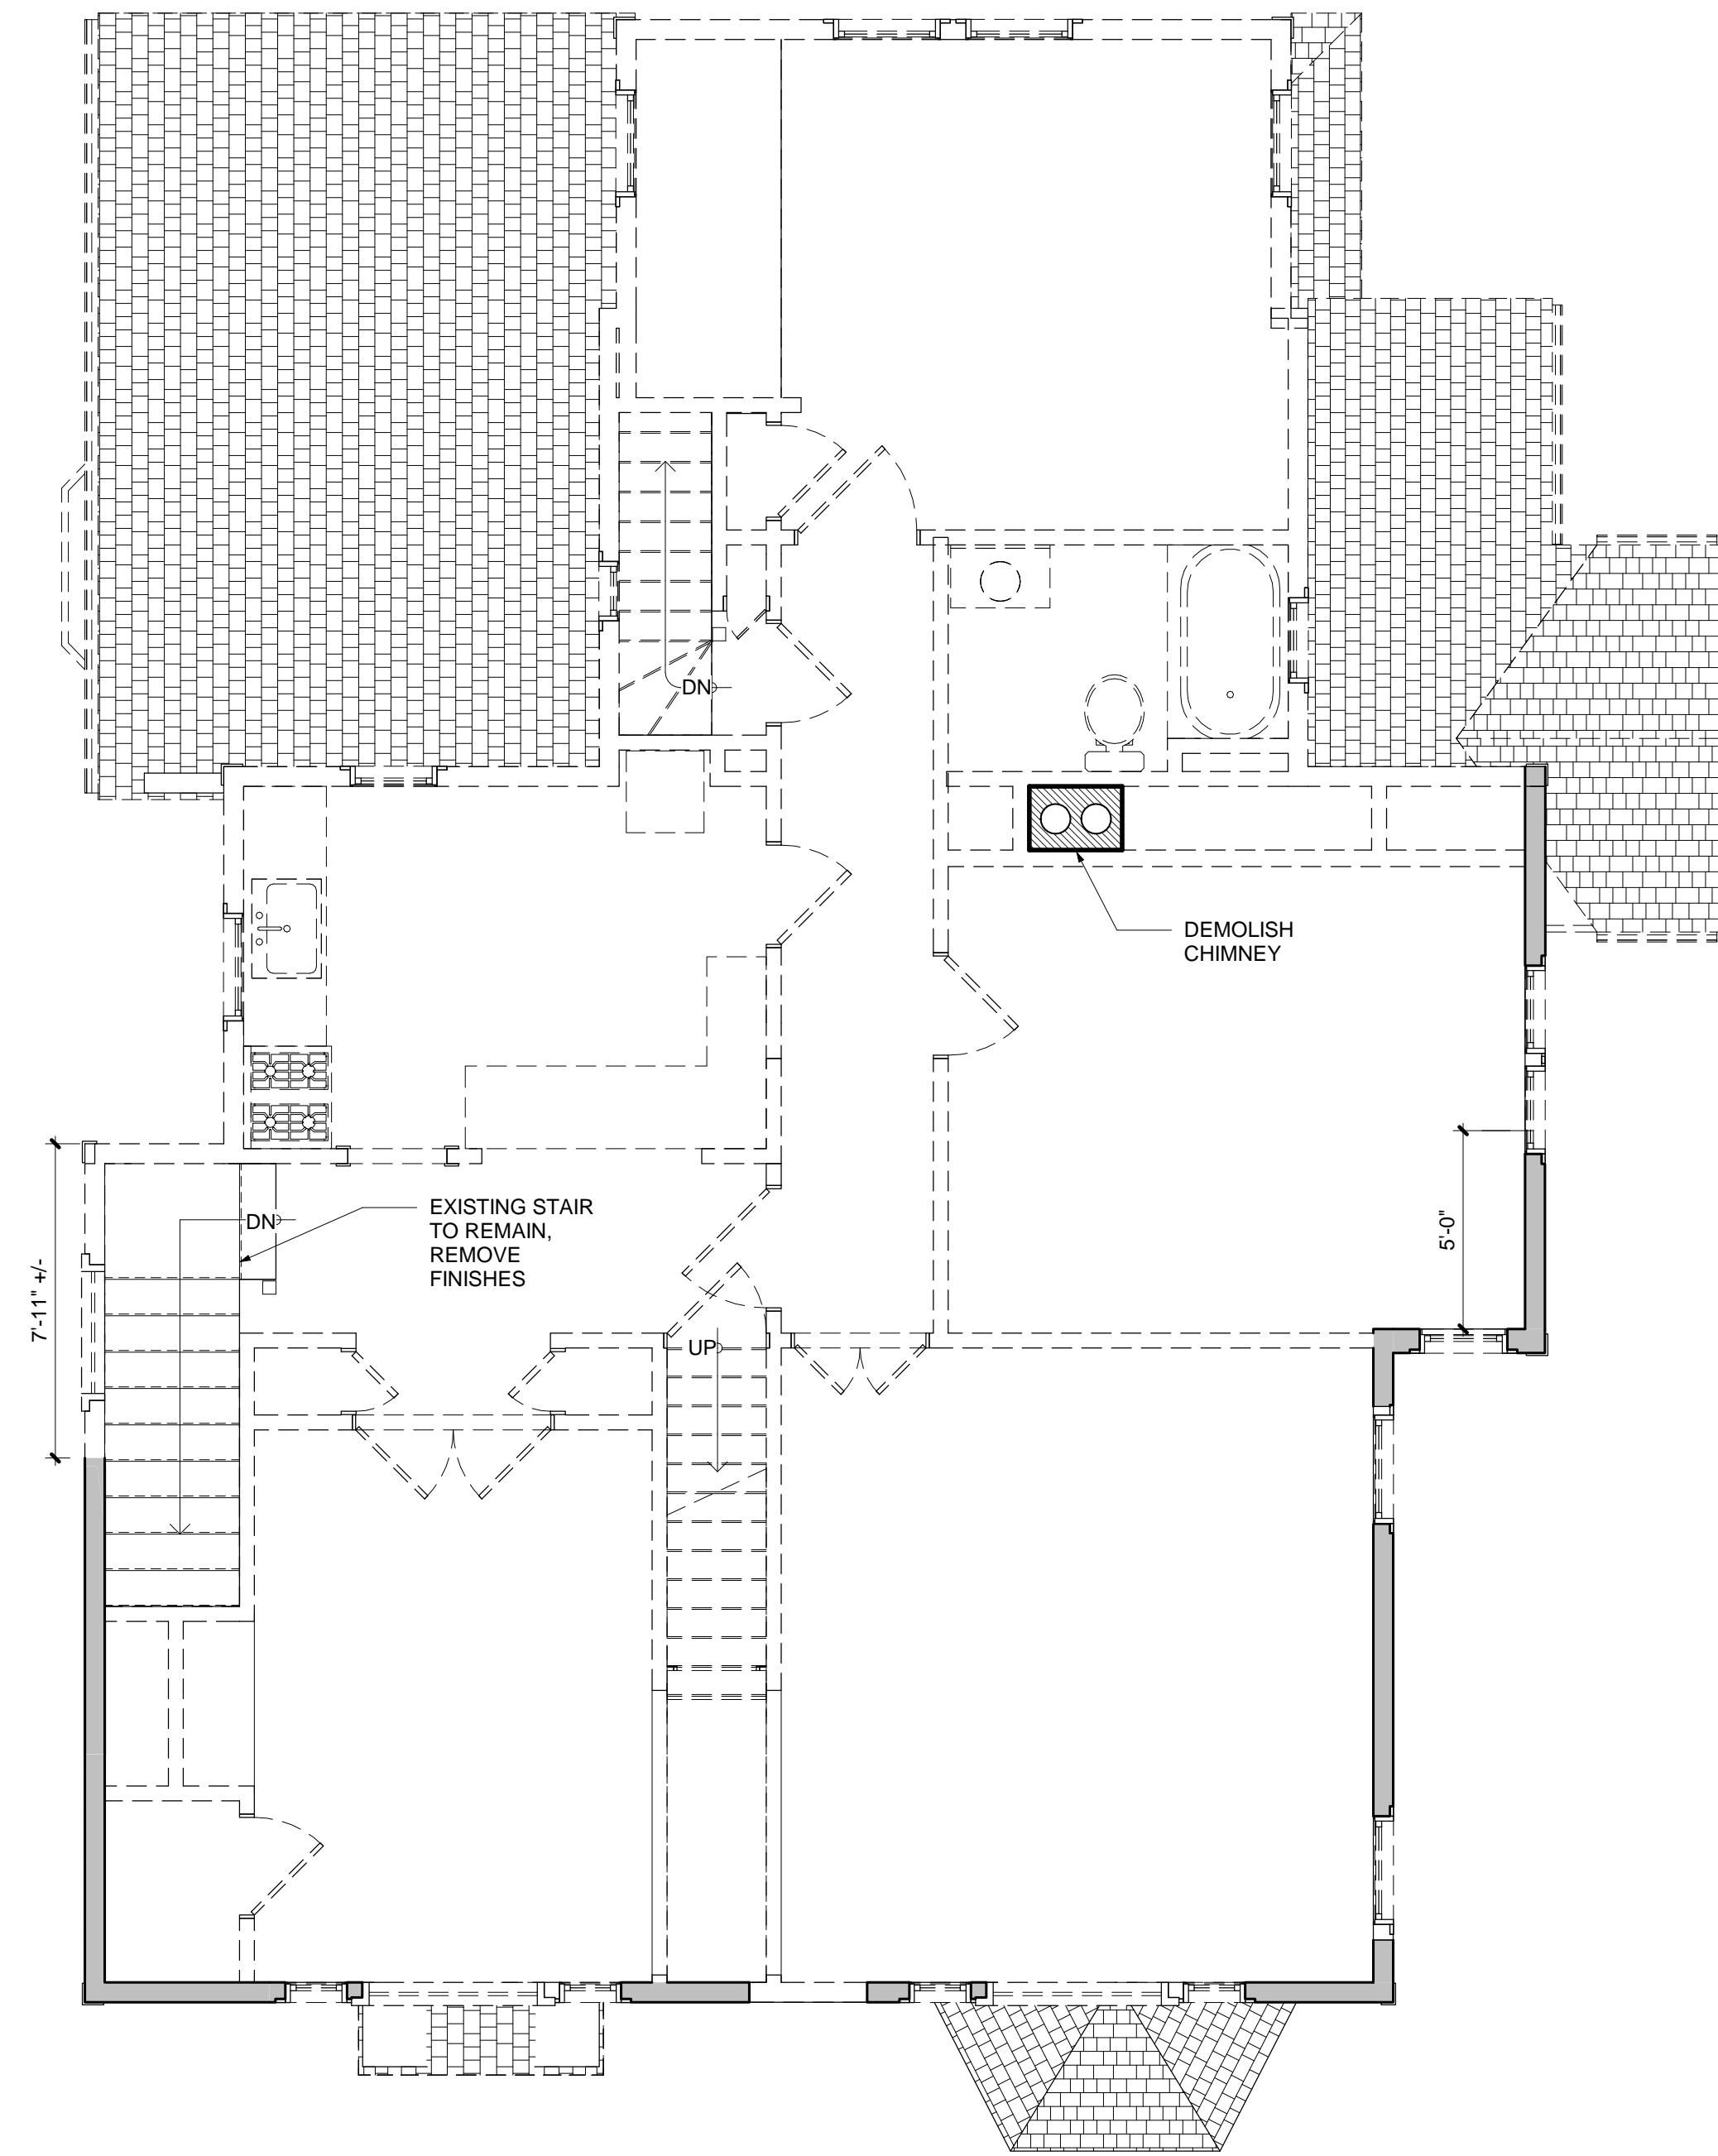 DN
DEMOLISH
CHIMNEY
EXISTING STAIR
TO REMAIN,
REMOVE
FINISHES
DN
5'-0"
7'-11" +/-
UP